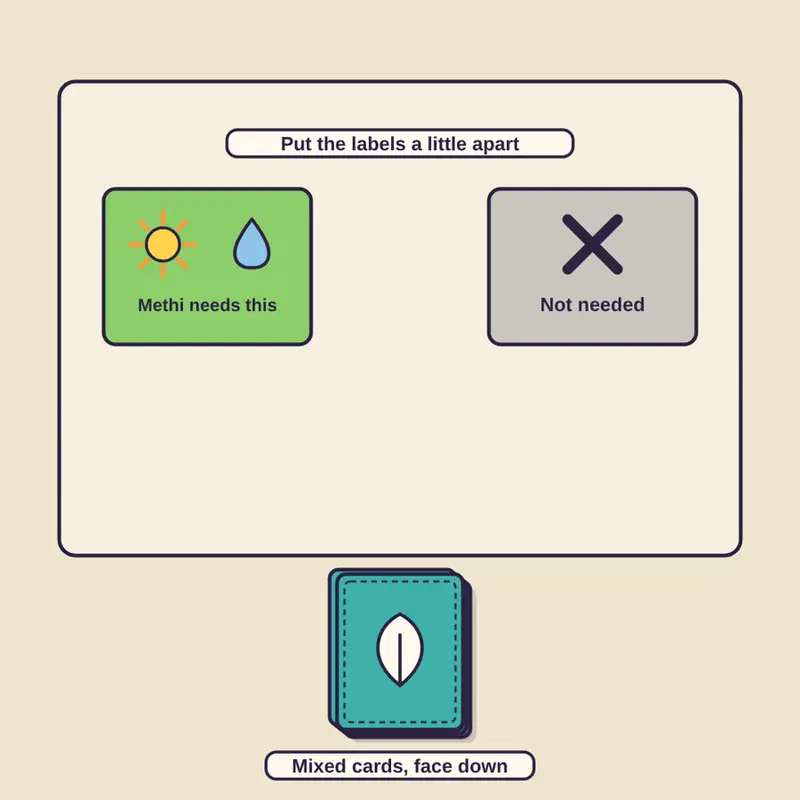 Put the labels a little apart
Methi needs this
Not needed
Mixed cards, face down